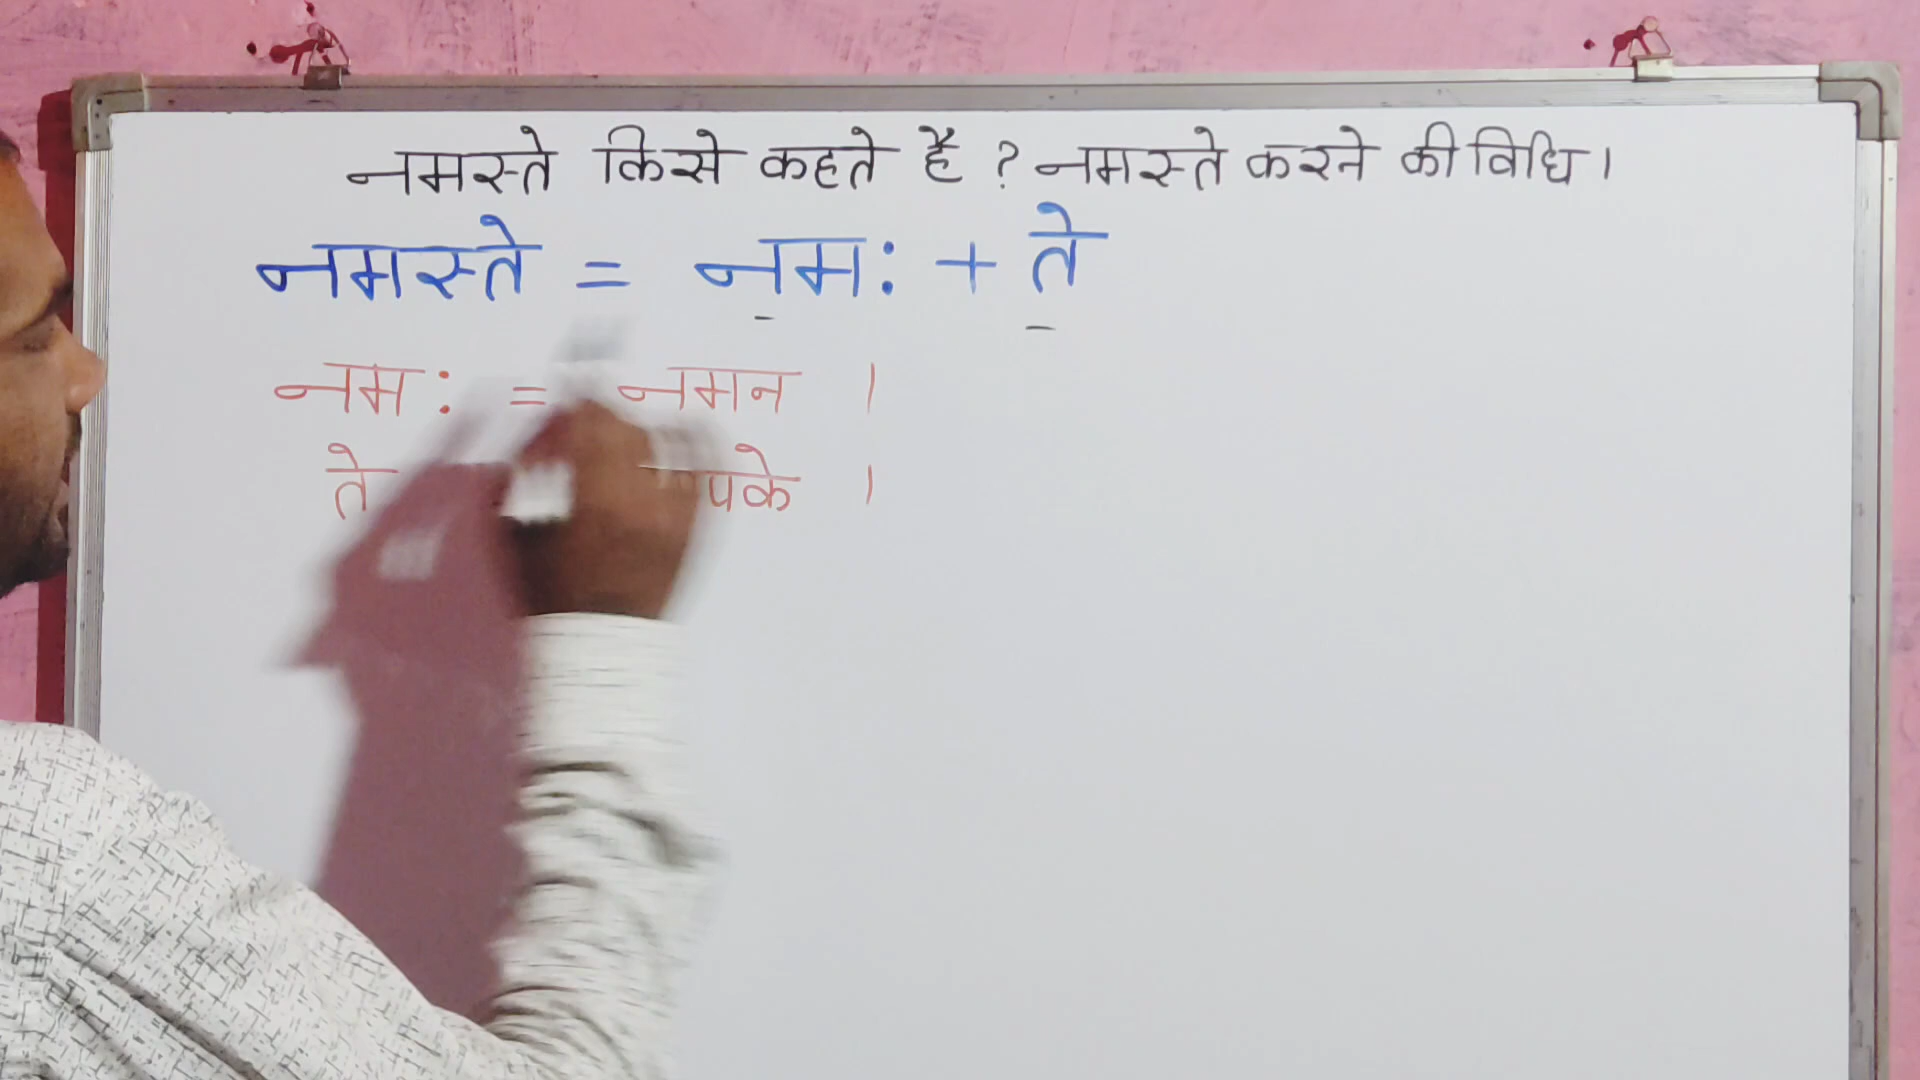 नमस्ते किसे कहते हैं ? नमस्ते करने की विधि ।
नमस्ते = नमः + ते
नमः = नमन ।
ते पके ।